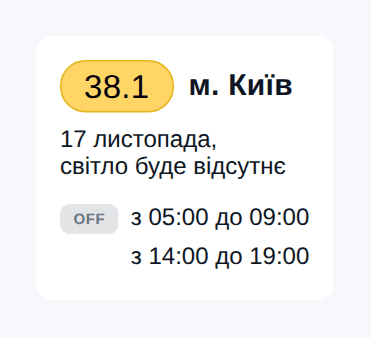 38.1 м. Київ
17 листопада,
світло буде відсутнє
OFF з 05:00 до 09:00
з 14:00 до 19:00